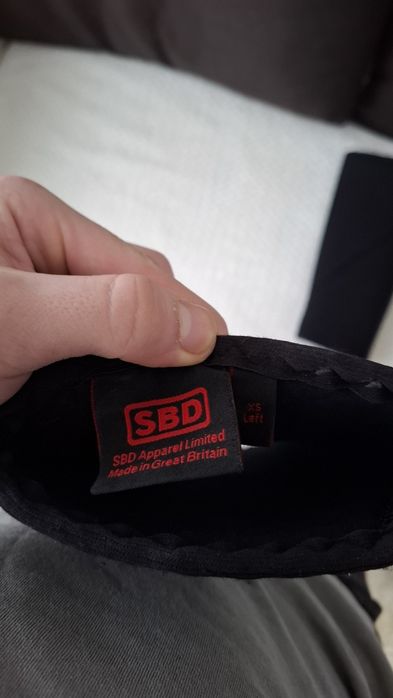 SBD
SBD Apparel Limited
Made in Great Britain
XS
Left